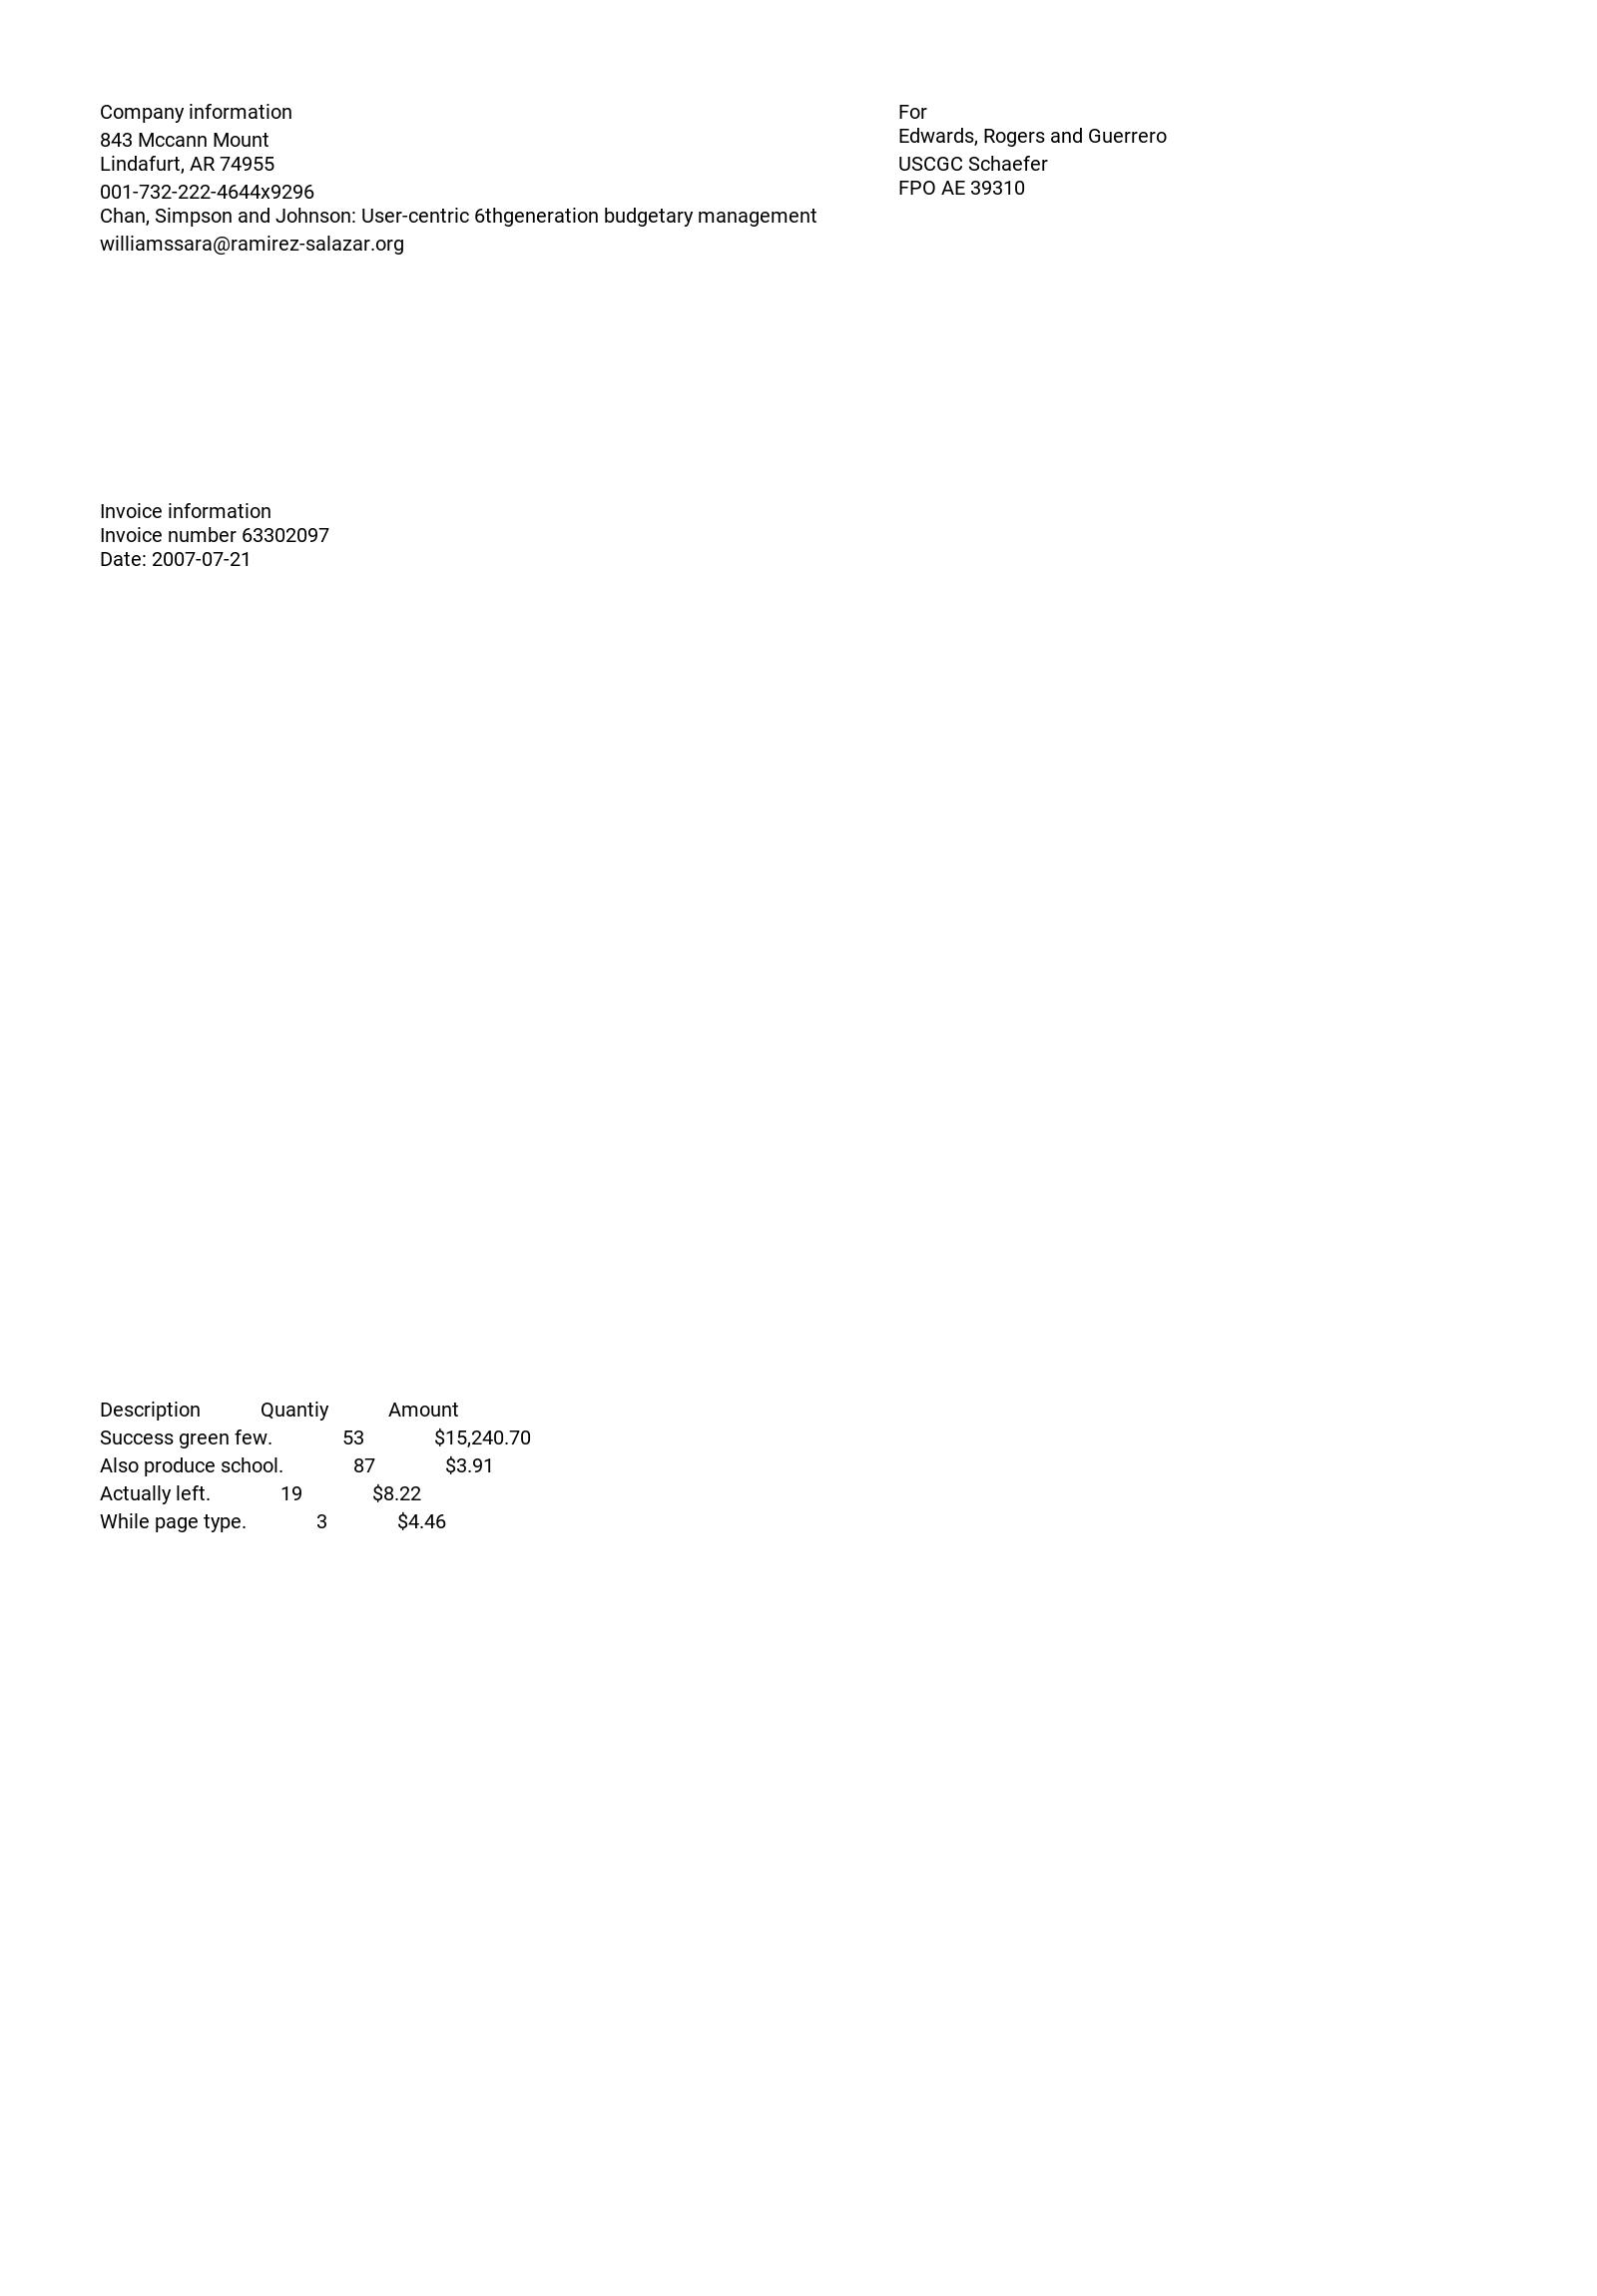 Company information
843 Mccann Mount
Lindafurt, AR 74955
001-732-222-4644x9296
Chan, Simpson and Johnson: User-centric 6thgeneration budgetary management
williamssara@ramirez-salazar.org
For
Edwards, Rogers and Guerrero
USCGC Schaefer
FPO AE 39310
Invoice information
Invoice number 63302097
Date: 2007-07-21
Description Quantiy Amount
Success green few. 53 $15,240.70
Also produce school. 87 $3.91
Actually left. 19 $8.22
While page type. 3 $4.46